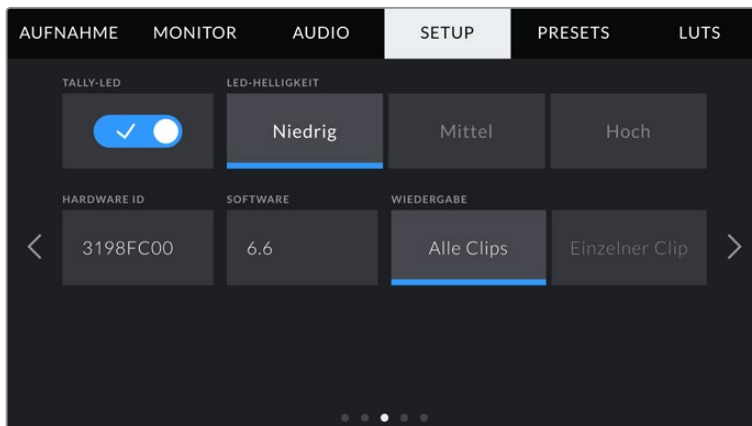 AUFNAHME MONITOR AUDIO SETUP PRESETS LUTS
TALLY-LED LED-HELLIGKEIT
Niedrig Mittel Hoch
HARDWARE ID SOFTWARE WIEDERGABE
3198FC00 6.6 Alle Clips Einzelner Clip